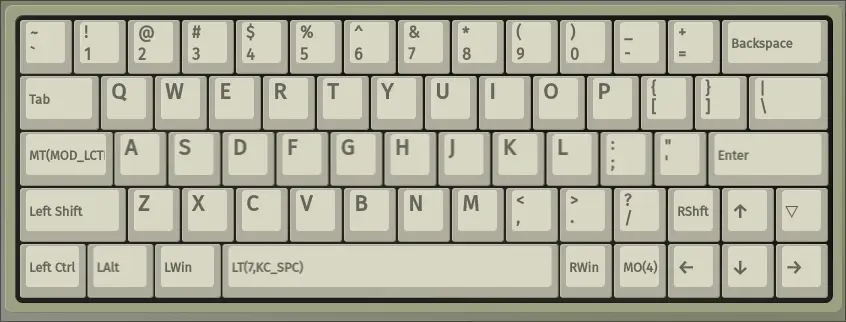 ~ ! @ # $ % ^ & * ( ) _ +
` 1 2 3 4 5 6 7 8 9 0 - = Backspace
Tab Q W E R T Y U I O P { } |
[ ] \
MT(MOD_LCT A S D F G H J K L : " Enter
; '
Left Shift Z X C V B N M < > ? RShft ↑ ▽
, . /
Left Ctrl LAlt LWin LT(7,KC_SPC) RWin MO(4) ← ↓ →